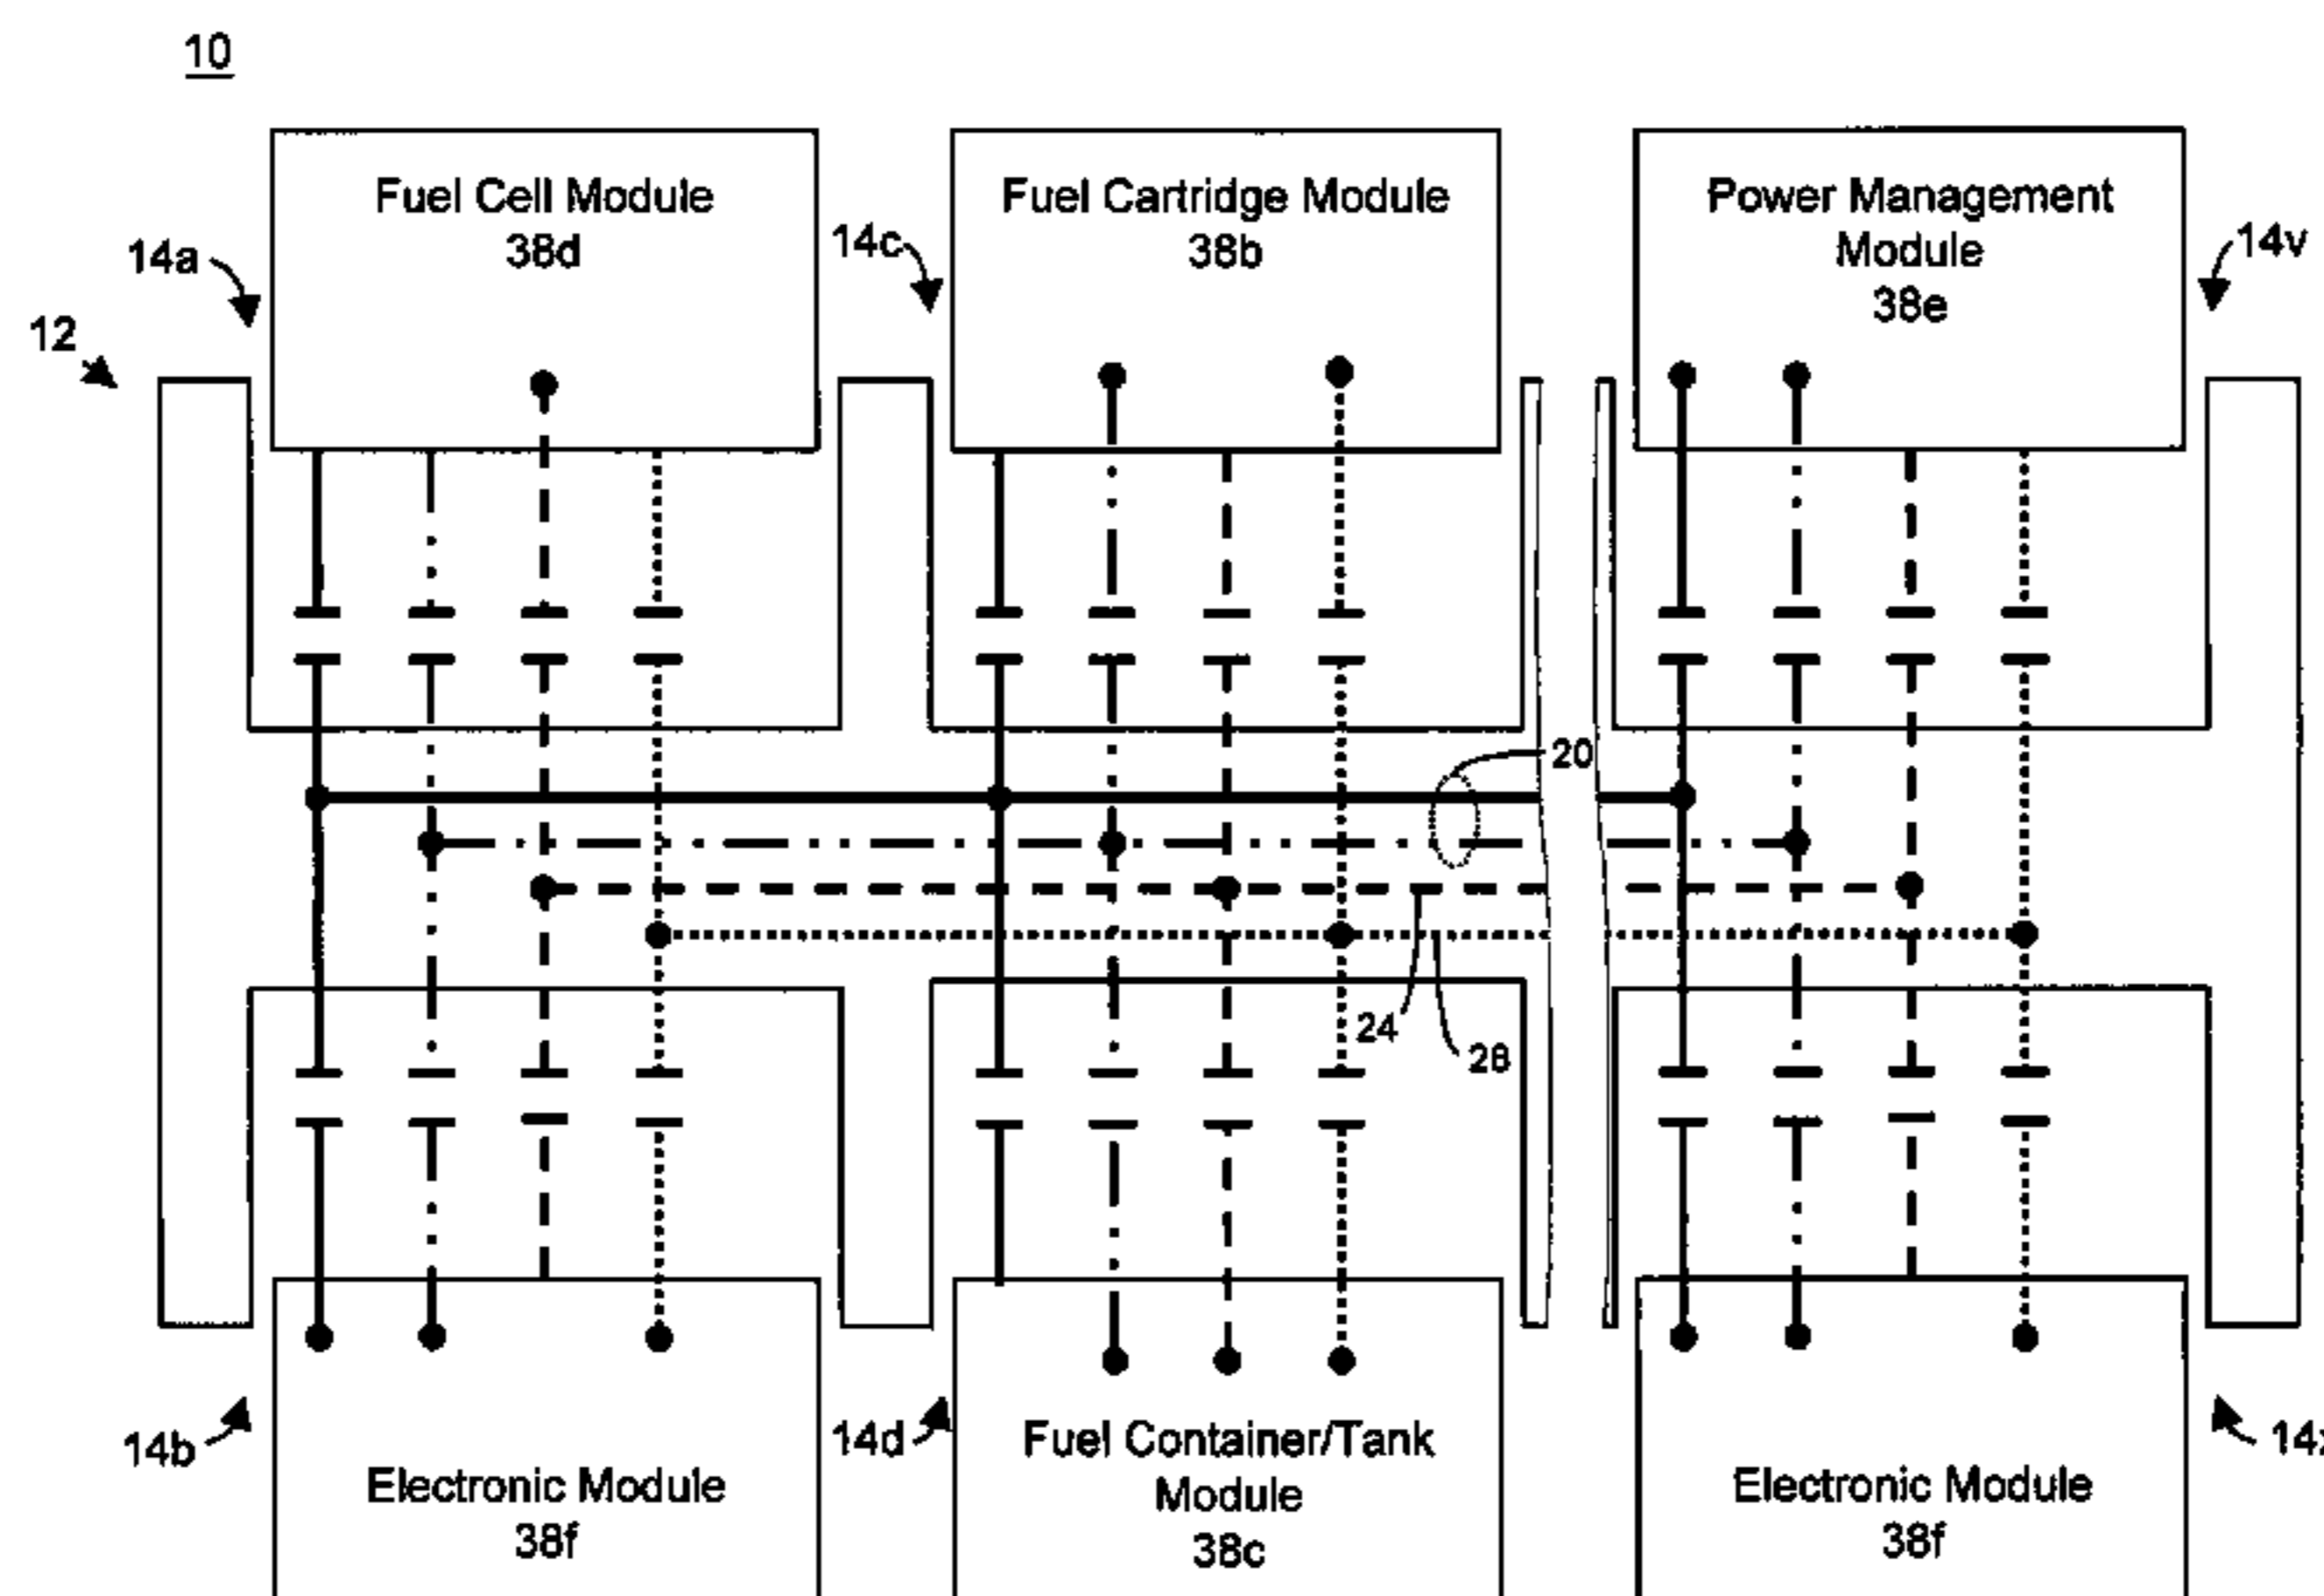 10
Fuel Cell Module
38d
Fuel Cartridge Module
38b
Power Management
Module
38e
14a
14c
14v
12
20
24
28
14b
14d
Electronic Module
38f
Fuel Container/Tank
Module
38c
Electronic Module
38f